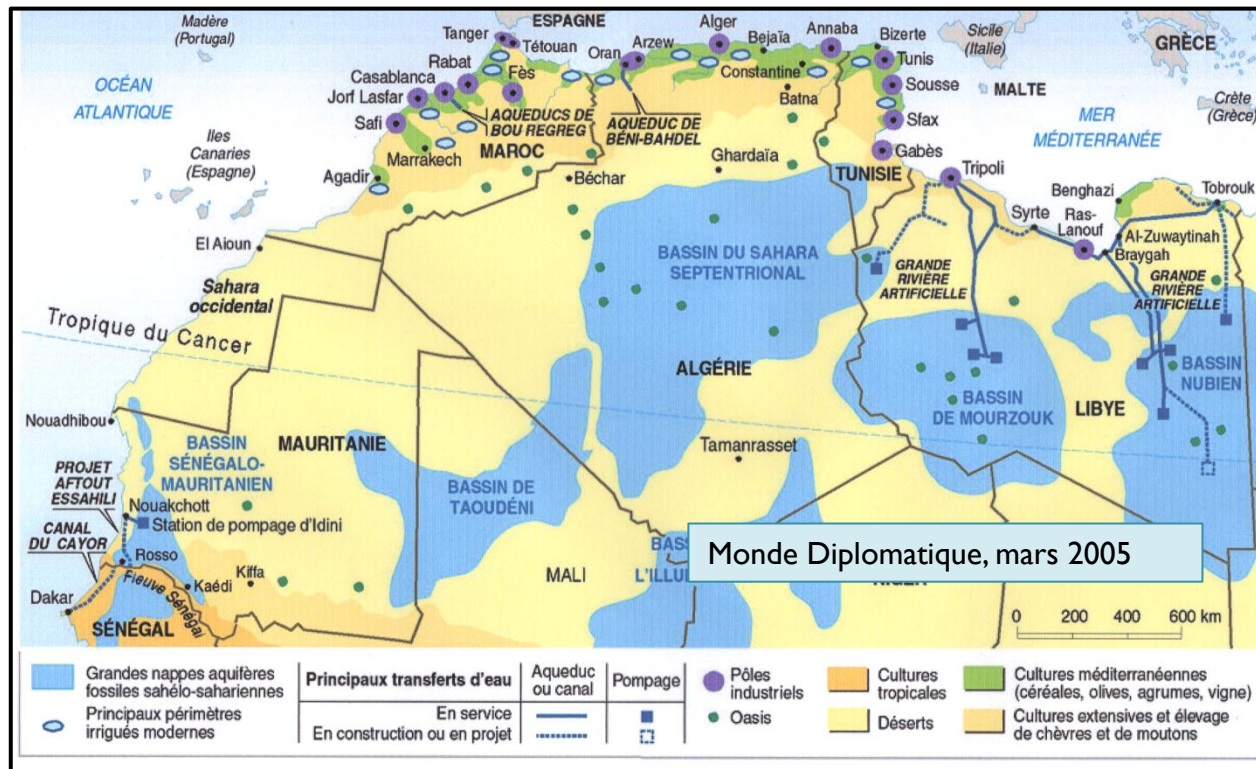 Madère
(Portugal)
ESPAGNE
Tanger
Tétouan
Oran
Arzew
Alger
Bejaïa
Annaba
Bizerte
Sicile
(Italie)
GRÈCE
OCÉAN
ATLANTIQUE
Casablanca
Rabat
Fès
Jorf Lasfar
Constantine
Batna
Tunis
Sousse
MALTE
Crète
(Grèce)
MER
MÉDITERRANÉE
Safi
AQUEDUCS DE
BOU REGREG
AQUEDUC DE
BÉNI-BAHDEL
Sfax
Iles
Canaries
(Espagne)
Marrakech
MAROC
Agadir
Béchar
Ghardaïa
TUNISIE
Gabès
Tripoli
Benghazi
Tobrouk
Syrte
Ras-
Lanouf
Al-Zuwaytinah
Braygah
El Aioun
Sahara
occidental
BASSIN DU SAHARA
SEPTENTRIONAL
GRANDE
RIVIÈRE
ARTIFICIELLE
GRANDE
RIVIÈRE
ARTIFICIELLE
Tropique du Cancer
ALGÉRIE
BASSIN
DE MOURZOUK
LIBYE
BASSIN
NUBIEN
Nouadhibou
BASSIN
SÉNÉGALO-
MAURITANIEN
MAURITANIE
Tamanrasset
BASSIN DE
TAOUDÉNI
PROJET
AFTOUT
ESSAHILI
Nouakchott
Station de pompage d'Idini
CANAL
DU CAYOR
Rosso
Fleuve Sénégal
Kaédi
Kiffa
MALI
L'ILLU
Monde Diplomatique, mars 2005
Dakar
SÉNÉGAL
0 200 400 600 km
Grandes nappes aquifères
fossiles sahélo-sahariennes
Principaux périmètres
irrigués modernes
Principaux transferts d'eau
Aqueduc
ou canal
Pompage
En service
En construction ou en projet
Pôles
industriels
Oasis
Cultures
tropicales
Déserts
Cultures méditerranéennes
(céréales, olives, agrumes, vigne)
Cultures extensives et élevage
de chèvres et de moutons